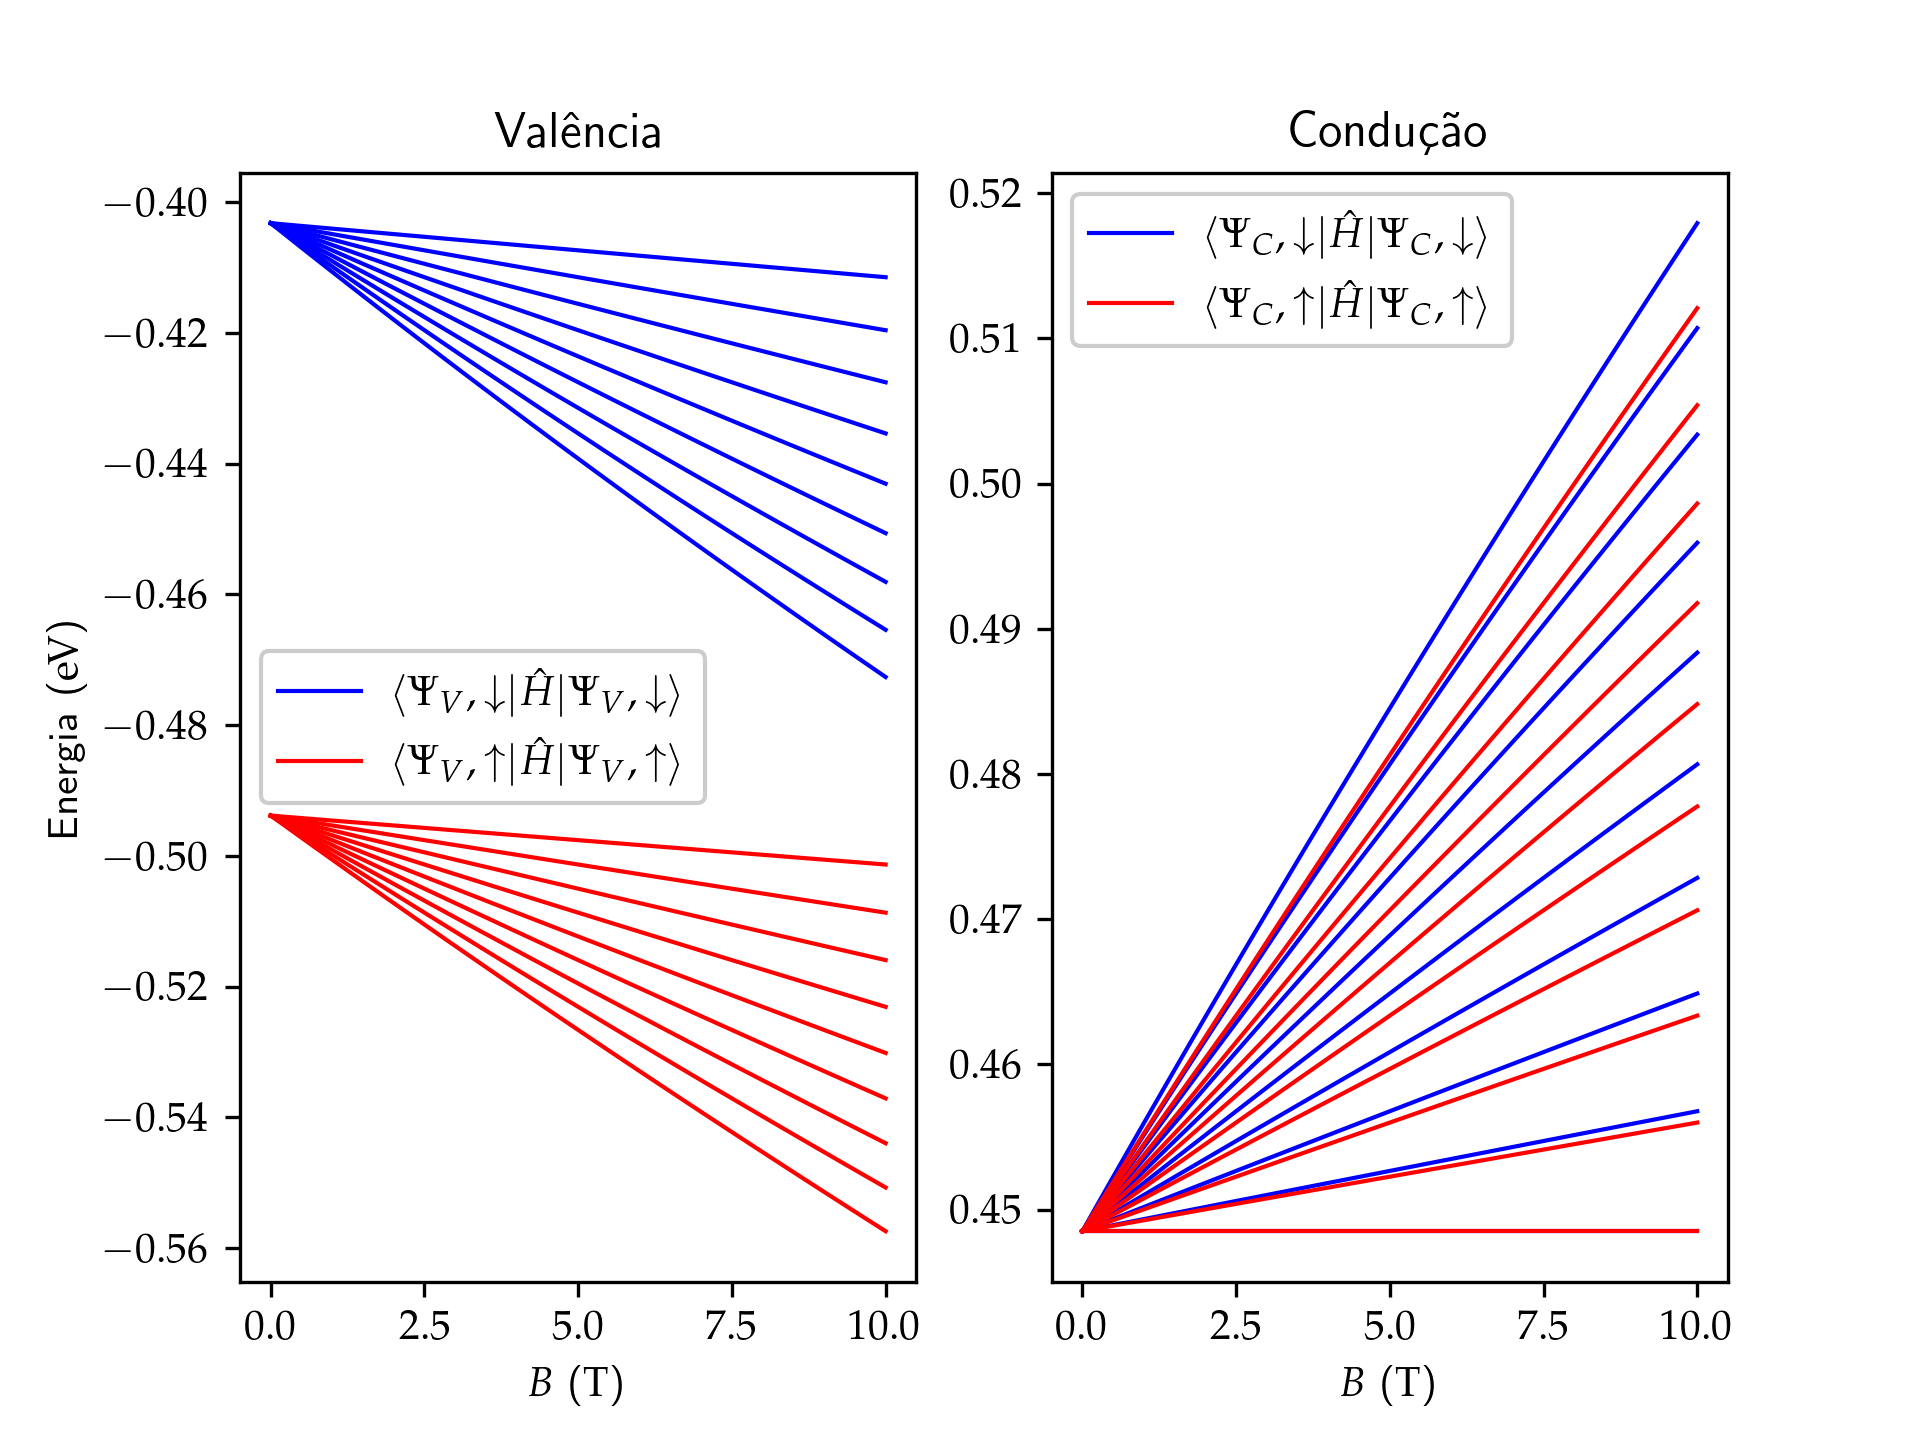 Valência
−0.40
−0.42
−0.44
−0.46
−0.48
−0.50
−0.52
−0.54
−0.56
Energia (eV)
⟨Ψ_V, ↓|Ĥ|Ψ_V, ↓⟩
⟨Ψ_V, ↑|Ĥ|Ψ_V, ↑⟩
0.0 2.5 5.0 7.5 10.0
B (T)
Condução
0.52
0.51
0.50
0.49
0.48
0.47
0.46
0.45
⟨Ψ_C, ↓|Ĥ|Ψ_C, ↓⟩
⟨Ψ_C, ↑|Ĥ|Ψ_C, ↑⟩
0.0 2.5 5.0 7.5 10.0
B (T)